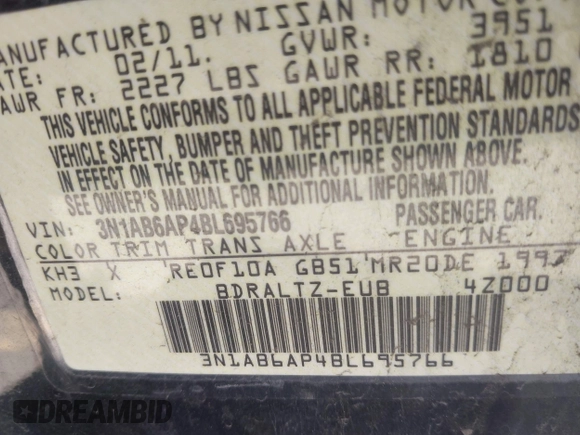 MANUFACTURED BY NISSAN MOTOR CO
DATE: 02/11. GVWR: 3951
GAWR FR: 2227 LBS GAWR RR: 1810
THIS VEHICLE CONFORMS TO ALL APPLICABLE FEDERAL MOTOR
VEHICLE SAFETY, BUMPER AND THEFT PREVENTION STANDARDS
IN EFFECT ON THE DATE OF MANUFACTURE SHOWN ABOVE.
SEE OWNER'S MANUAL FOR ADDITIONAL INFORMATION.
VIN: 3N1AB6AP4BL695766 PASSENGER CAR.
COLOR TRIM TRANS AXLE ENGINE
KH3 X RE0F10A GB51 MR20DE 1997
MODEL: BDRALTZ-EUB 4Z000
3N1AB6AP4BL695766
DREAMBID